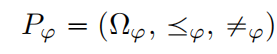 P_φ = (Ω_φ, ⪯_φ, ≠_φ)